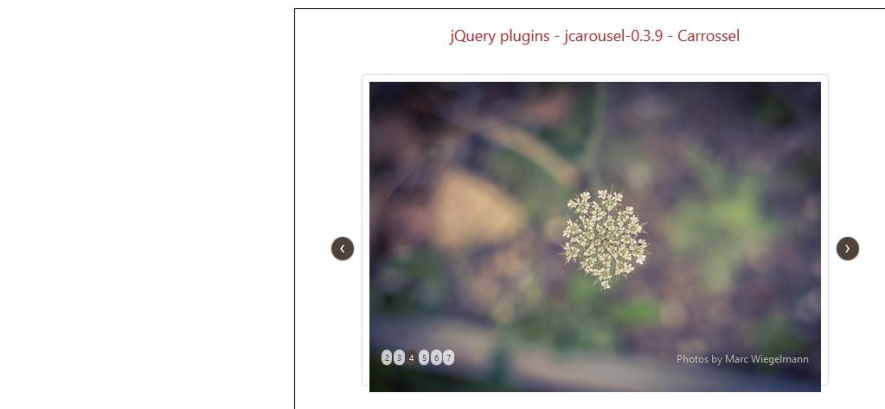 jQuery plugins - jcarousel-0.3.9 - Carrossel
‹ ›
2 3 4 5 6 7
Photos by Marc Wiegelmann